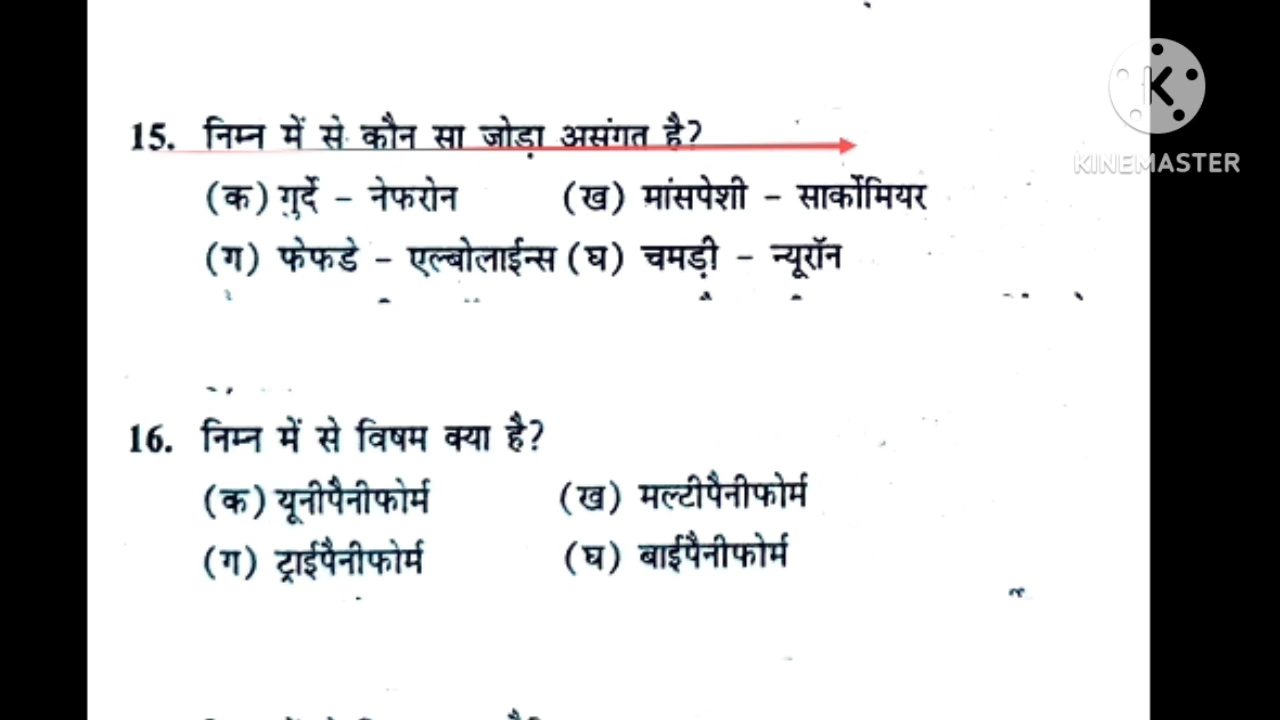 15. निम्न में से कौन सा जोड़ा असंगत है?
(क) गुर्दे - नेफरोन (ख) मांसपेशी - सार्कोमियर
(ग) फेफडे - एल्बोलाईन्स (घ) चमड़ी - न्यूरॉन
16. निम्न में से विषम क्या है?
(क) यूनीपैनीफोर्म (ख) मल्टीपैनीफोर्म
(ग) ट्राईपैनीफोर्म (घ) बाईपैनीफोर्म
KINEMASTER